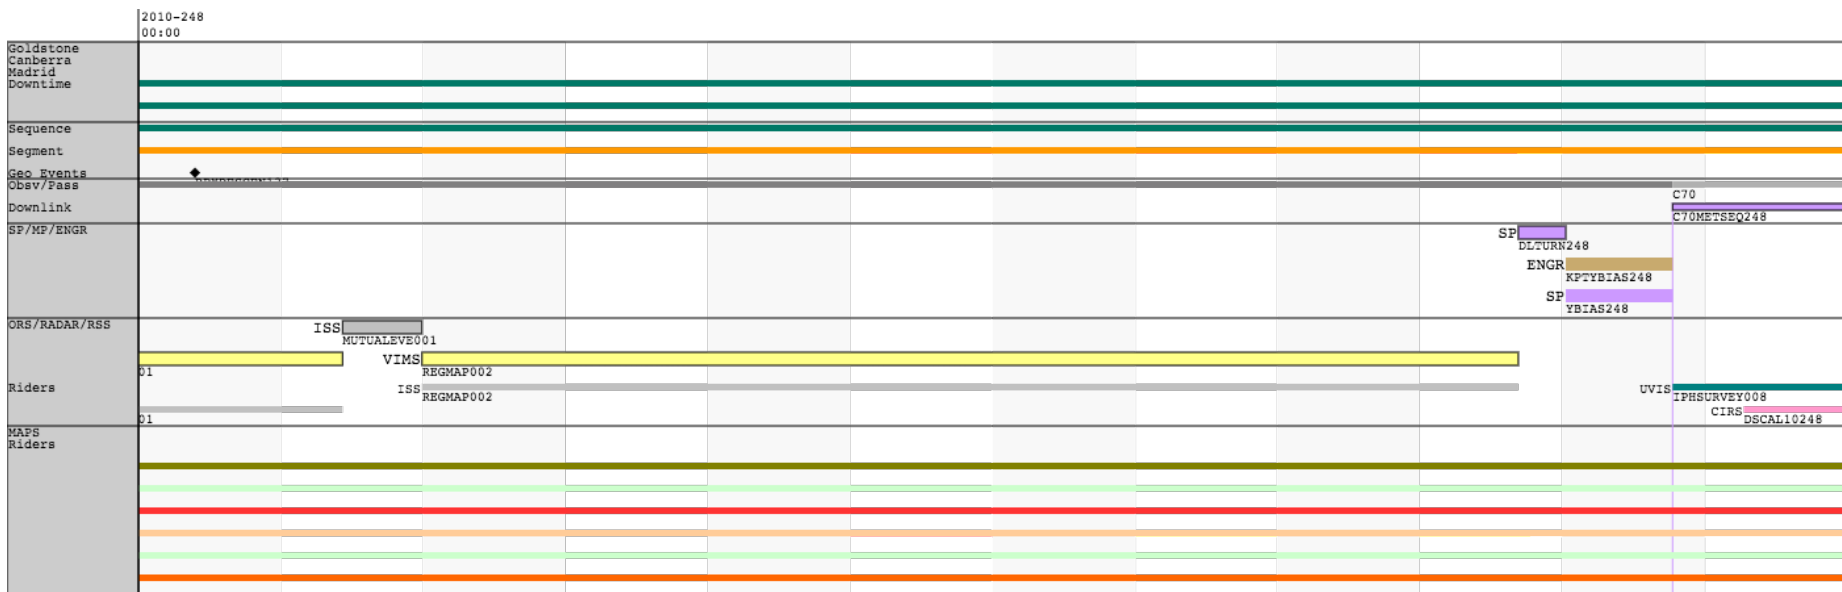 2010-248
00:00
Goldstone
Canberra
Madrid
Downtime
Sequence
Segment
Geo Events
Obsv/Pass
C70
Downlink
C70METSEQ248
SP/MP/ENGR
SP
DLTURN248
ENGR
KPTYBIAS248
SP
YBIAS248
ORS/RADAR/RSS
ISS
MUTUALEVE001
VIMS
01
REGMAP002
Riders
ISS
REGMAP002
UVIS
IPHSURVEY008
CIRS
01
DSCAL10248
MAPS
Riders